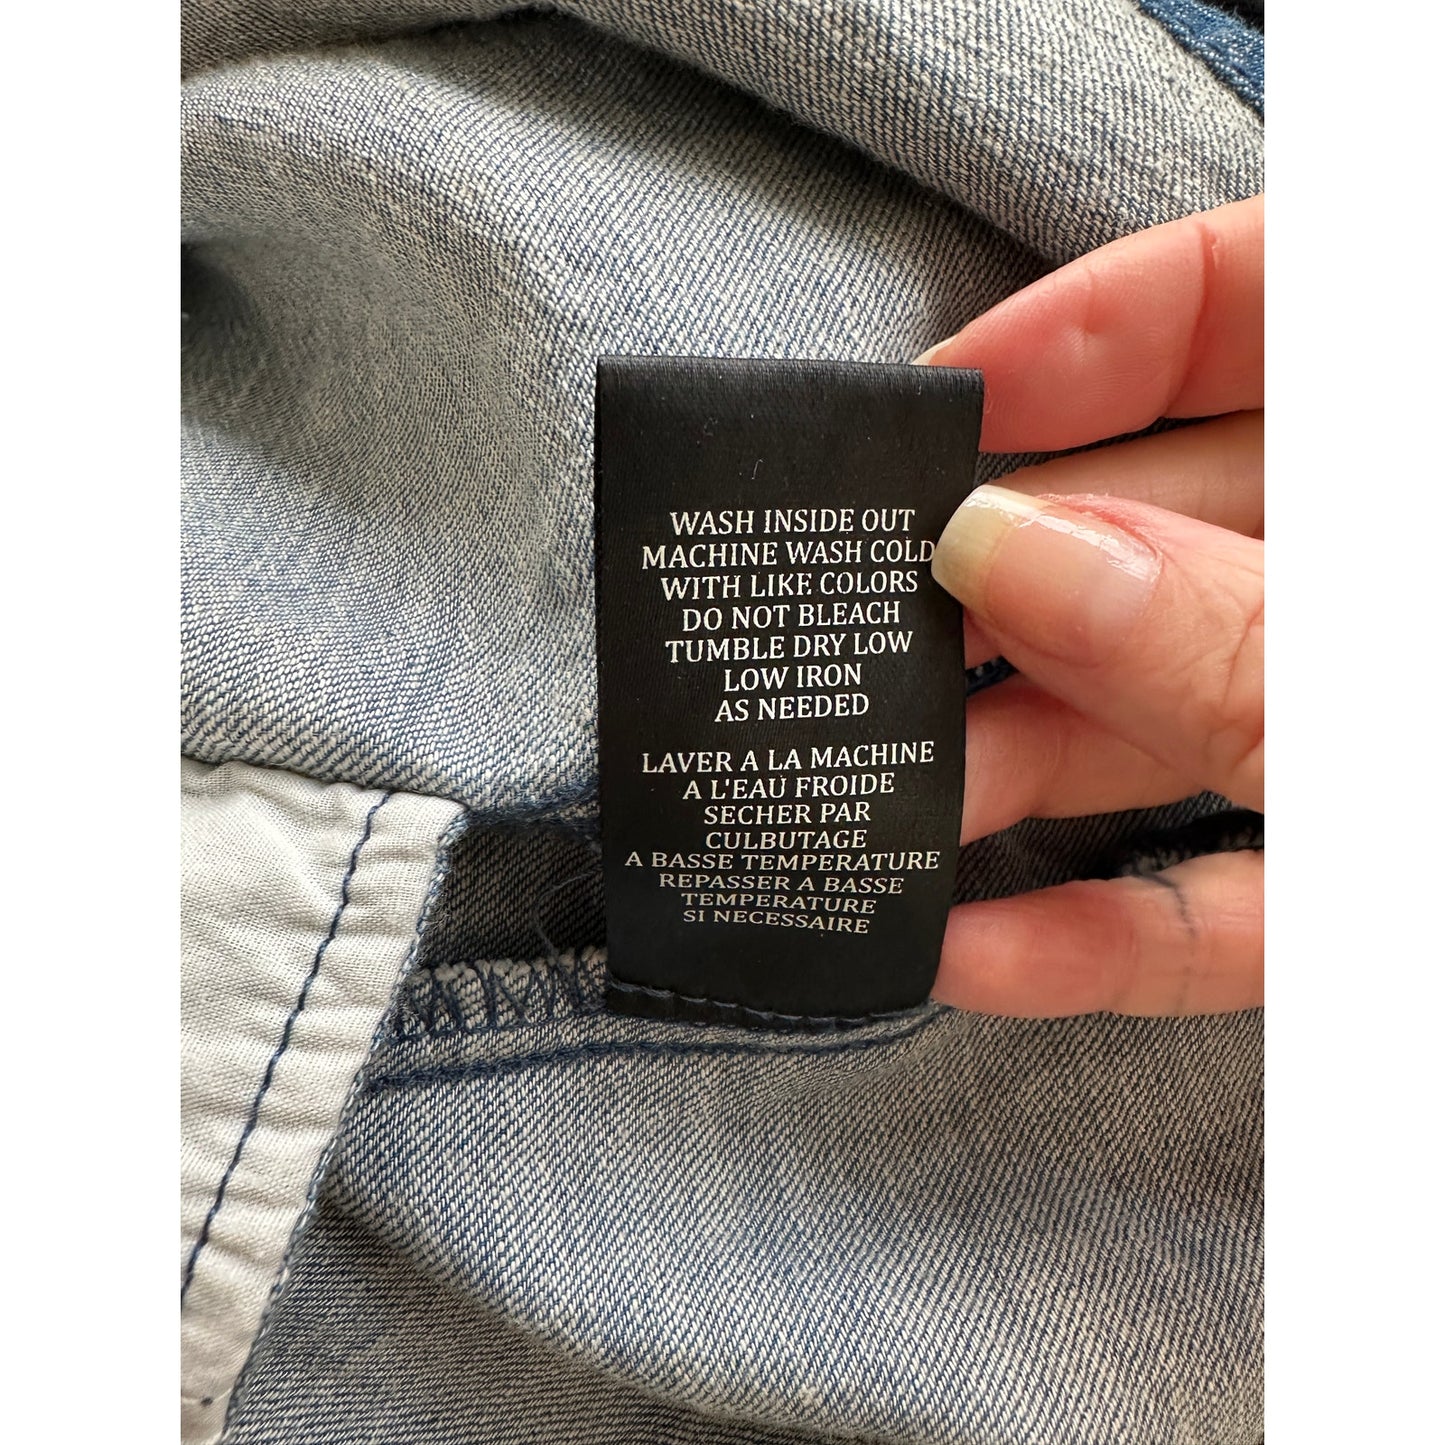 WASH INSIDE OUT
MACHINE WASH COLD
WITH LIKE COLORS
DO NOT BLEACH
TUMBLE DRY LOW
LOW IRON
AS NEEDED
LAVER A LA MACHINE
A L'EAU FROIDE
SECHER PAR
CULBUTAGE
A BASSE TEMPERATURE
REPASSER A BASSE
TEMPERATURE
SI NECESSAIRE